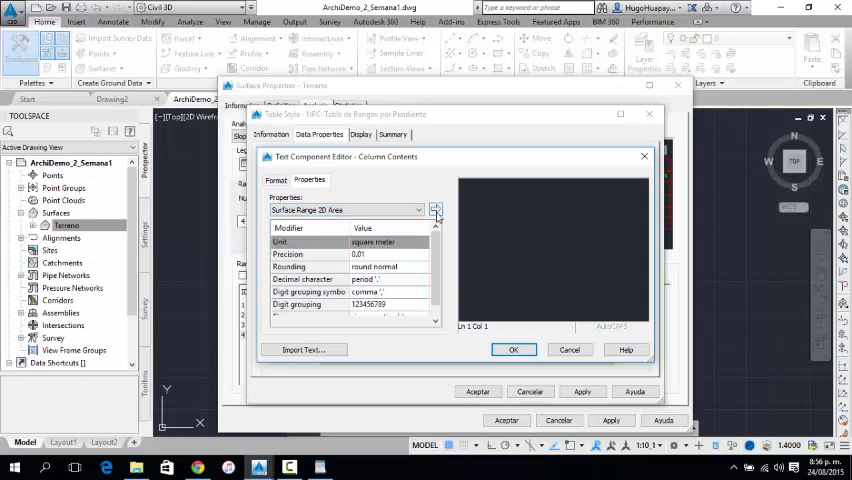 Civil 3D
ArchiDemo_2_Semana1.dwg
Type a keyword or phrase
HugoHuapay...
Home Insert Annotate Modify Analyze View Manage Output Survey Autodesk 360 Help Add-ins Express Tools Featured Apps BIM 360 Performance
Toolspace
Import Survey Data
Points
Surfaces
Parcel
Feature Line
Grading
Alignment
Profile
Corridor
Intersection
Assembly
Pipe Network
Profile View
Sample Lines
Section Views
Move
Copy
Stretch
Layer Properties
Paste
Palettes
Create Ground Data
Layers
Clipboard
Start
Drawing2
ArchiDemo_2_Semana1
[−][Top][2D Wirefr
TOOLSPACE
Active Drawing View
ArchiDemo_2_Semana1
Points
Point Groups
Point Clouds
Surfaces
Terreno
Alignments
Sites
Catchments
Pipe Networks
Pressure Networks
Corridors
Assemblies
Intersections
Survey
View Frame Groups
Data Shortcuts [
Prospector
Settings
Survey
Toolbox
Surface Properties - Terreno
Table Style - UPC-Tabla de Ranges por Pendiente
Information Data Properties Display Summary
Text Component Editor - Column Contents
Format Properties
Properties:
Surface Range 2D Area
Modifier Value
Unit square meter
Precision 0.01
Rounding round normal
Decimal character period '.'
Digit grouping symbo comma ','
Digit grouping 123456789
Ln 1 Col 1
AutoCAPS
Import Text...
OK
Cancel
Help
Aceptar Cancelar Apply Ayuda
Aceptar Cancelar Apply Ayuda
N
W
TOP
E
S
WCS
Y
X
Model Layout1 Layout2 +
MODEL
1:10_1
1.4000
8:56 p. m.
24/08/2015